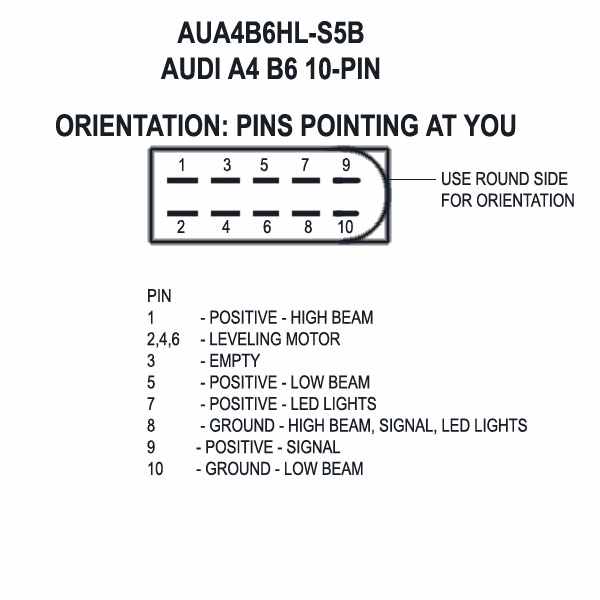 AUA4B6HL-S5B
AUDI A4 B6 10-PIN
ORIENTATION: PINS POINTING AT YOU
1 3 5 7 9
USE ROUND SIDE
FOR ORIENTATION
2 4 6 8 10
PIN
1 - POSITIVE - HIGH BEAM
2,4,6 - LEVELING MOTOR
3 - EMPTY
5 - POSITIVE - LOW BEAM
7 - POSITIVE - LED LIGHTS
8 - GROUND - HIGH BEAM, SIGNAL, LED LIGHTS
9 - POSITIVE - SIGNAL
10 - GROUND - LOW BEAM